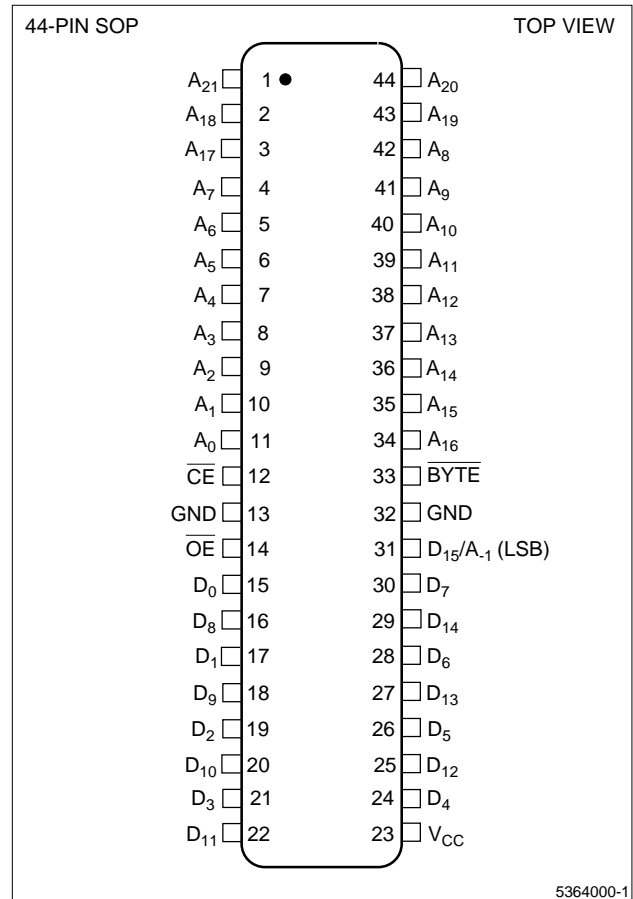 44-PIN SOP TOP VIEW
A21 1 44 A20
A18 2 43 A19
A17 3 42 A8
A7 4 41 A9
A6 5 40 A10
A5 6 39 A11
A4 7 38 A12
A3 8 37 A13
A2 9 36 A14
A1 10 35 A15
A0 11 34 A16
CE 12 33 BYTE
GND 13 32 GND
OE 14 31 D15/A-1 (LSB)
D0 15 30 D7
D8 16 29 D14
D1 17 28 D6
D9 18 27 D13
D2 19 26 D5
D10 20 25 D12
D3 21 24 D4
D11 22 23 VCC
5364000-1